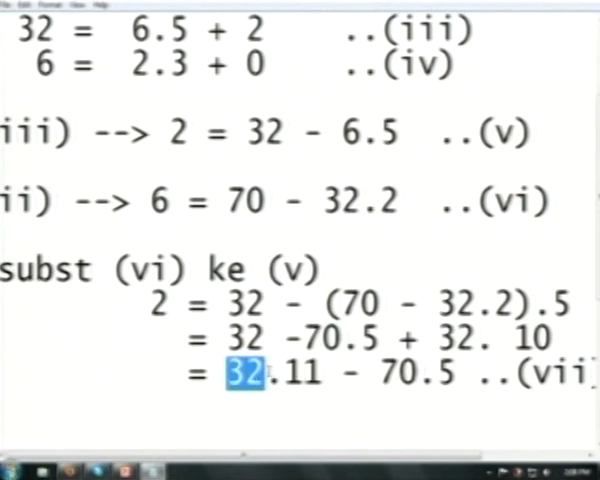 32 = 6.5 + 2 ..(iii)
6 = 2.3 + 0 ..(iv)
iii) --> 2 = 32 - 6.5 ..(v)
ii) --> 6 = 70 - 32.2 ..(vi)
subst (vi) ke (v)
2 = 32 - (70 - 32.2).5
= 32 -70.5 + 32. 10
= 32.11 - 70.5 ..(vii)